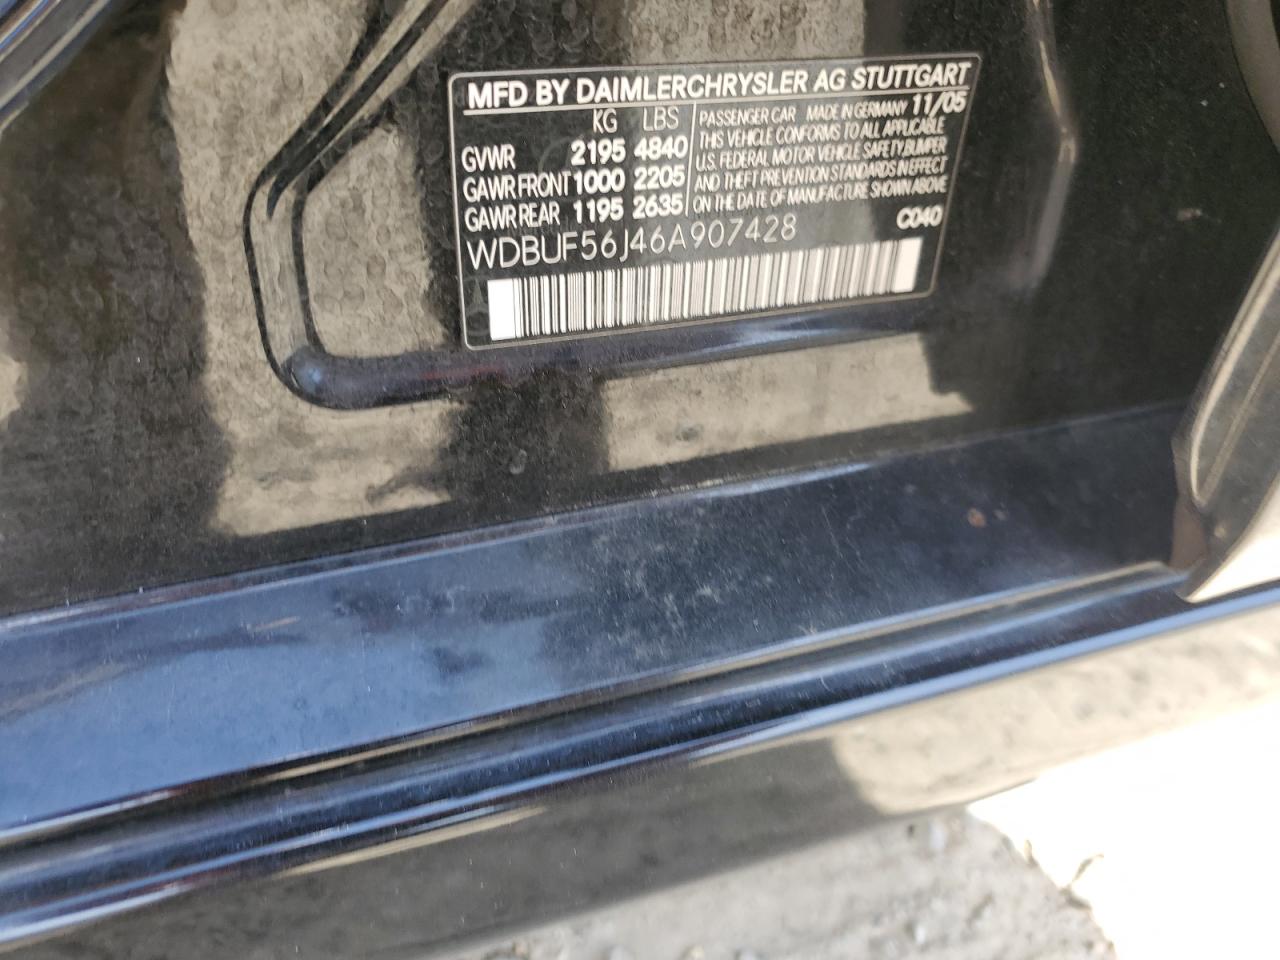 MFD BY DAIMLERCHRYSLER AG STUTTGART
KG LBS
GVWR 2195 4840
GAWR FRONT 1000 2205
GAWR REAR 1195 2635
PASSENGER CAR MADE IN GERMANY 11/05
THIS VEHICLE CONFORMS TO ALL APPLICABLE
U.S. FEDERAL MOTOR VEHICLE SAFETY, BUMPER
AND THEFT PREVENTION STANDARDS IN EFFECT
ON THE DATE OF MANUFACTURE SHOWN ABOVE
C040
WDBUF56J46A907428